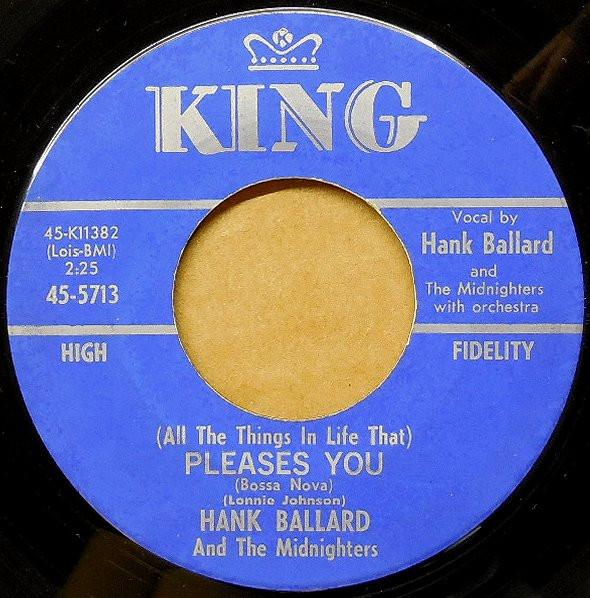 K
KING
45-K11382
(Lois-BMI)
2:25
45-5713
Vocal by
Hank Ballard
and
The Midnighters
with orchestra
HIGH FIDELITY
(All The Things In Life That)
PLEASES YOU
(Bossa Nova)
(Lonnie Johnson)
HANK BALLARD
And The Midnighters